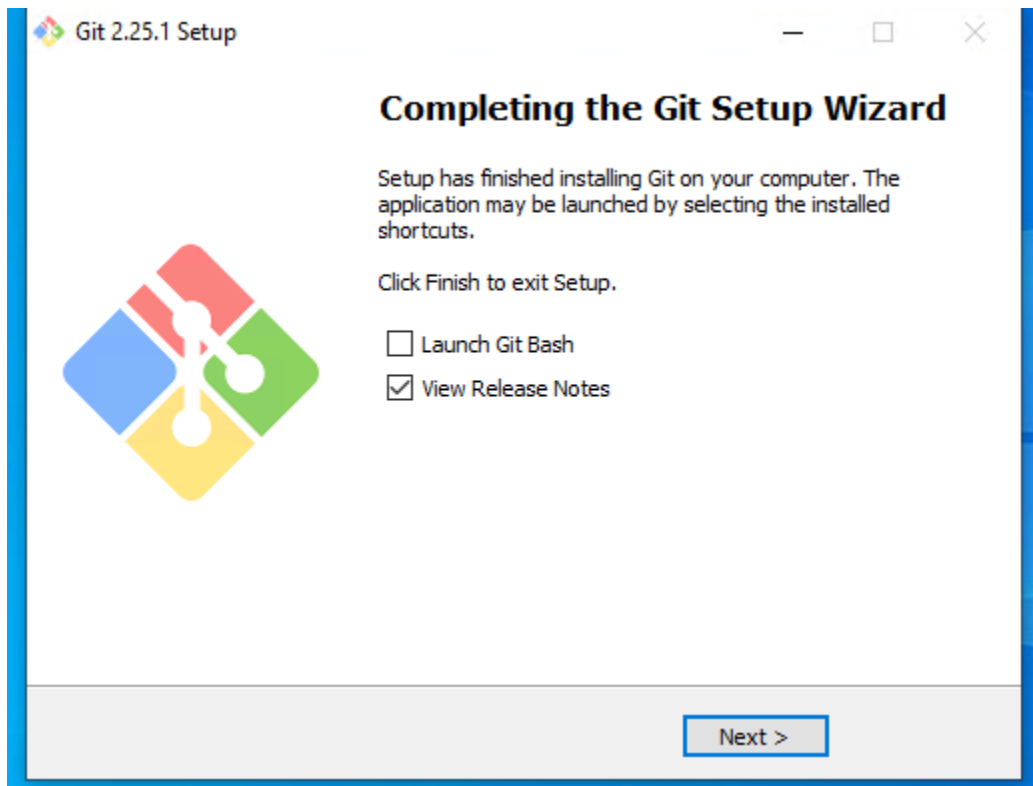 Git 2.25.1 Setup
Completing the Git Setup Wizard
Setup has finished installing Git on your computer. The
application may be launched by selecting the installed
shortcuts.
Click Finish to exit Setup.
Launch Git Bash
View Release Notes
Next >